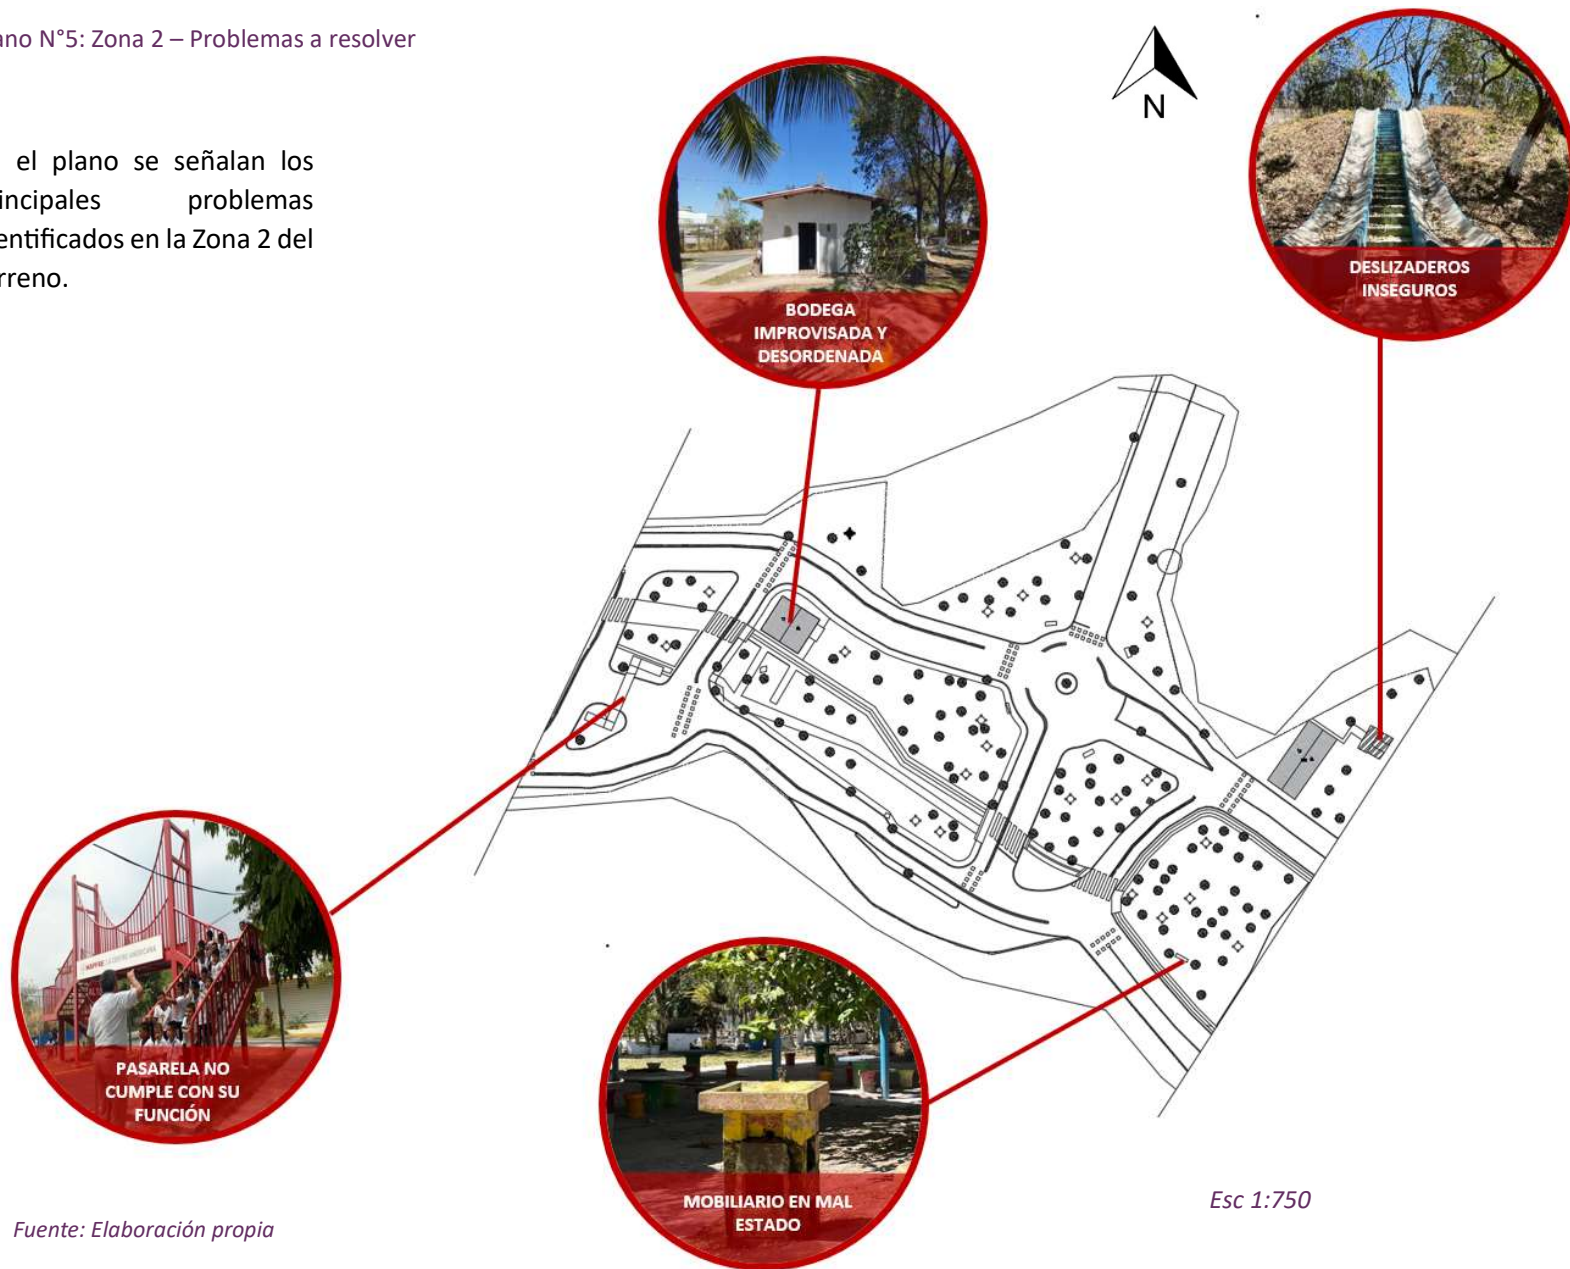 ano N°5: Zona 2 – Problemas a resolver
el plano se señalan los
incipales problemas
entificados en la Zona 2 del
rreno.
N
BODEGA
IMPROVISADA Y
DESORDENADA
DESLIZADEROS
INSEGUROS
MAPFRE
PASARELA NO
CUMPLE CON SU
FUNCIÓN
MOBILIARIO EN MAL
ESTADO
Esc 1:750
Fuente: Elaboración propia